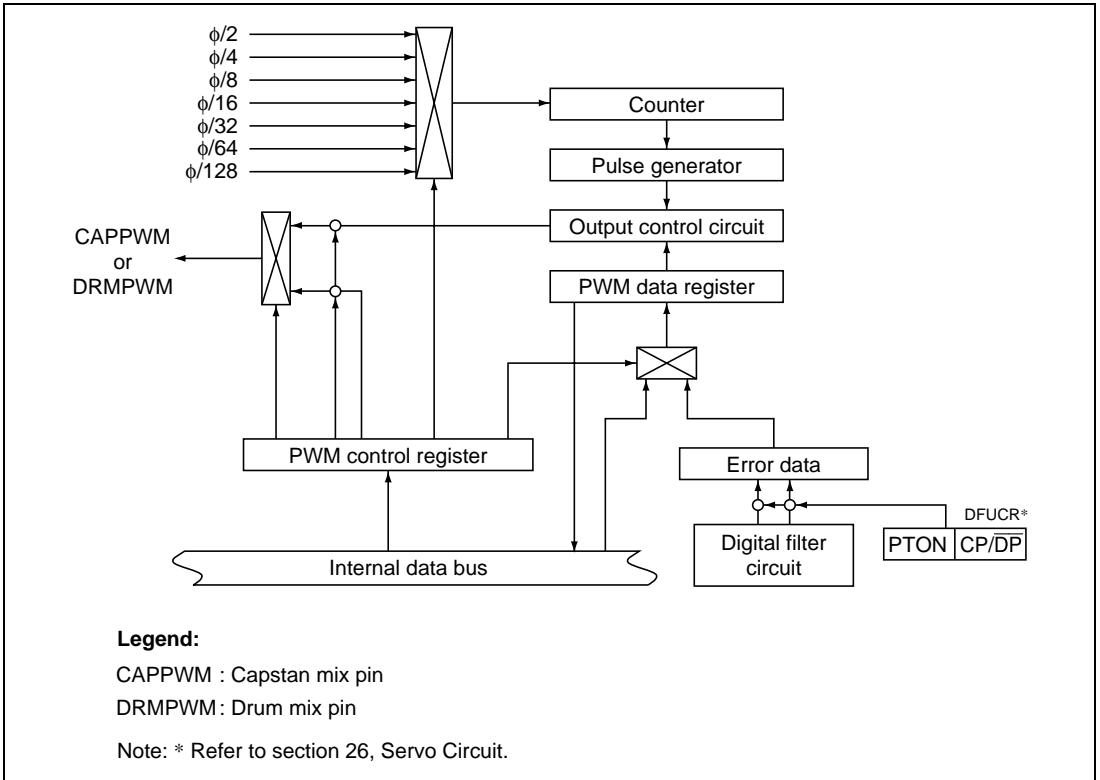 ϕ/2
ϕ/4
ϕ/8
ϕ/16
ϕ/32
ϕ/64
ϕ/128
Counter
Pulse generator
Output control circuit
PWM data register
CAPPWM
or
DRMPWM
PWM control register
Error data
DFUCR*
Digital filter
circuit
PTON CP/D̅P̅
Internal data bus
Legend:
CAPPWM : Capstan mix pin
DRMPWM : Drum mix pin
Note: * Refer to section 26, Servo Circuit.